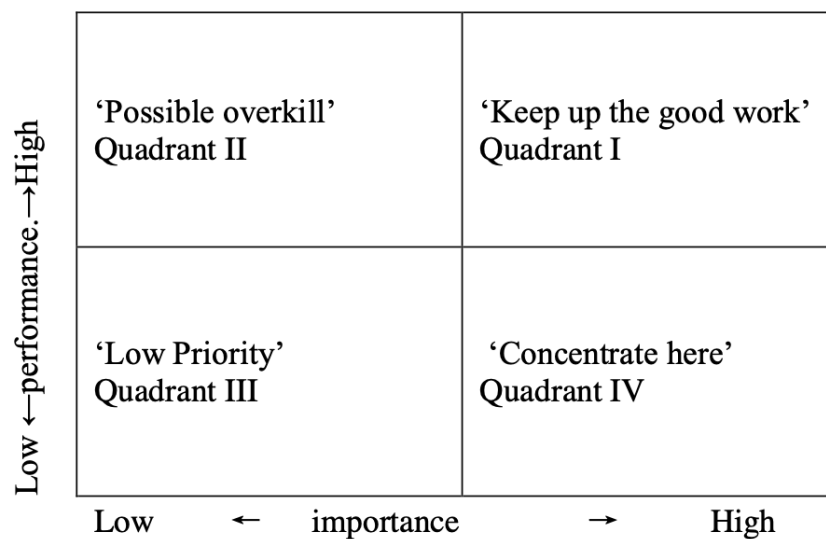 ‘Possible overkill’
Quadrant II
‘Keep up the good work’
Quadrant I
‘Low Priority’
Quadrant III
‘Concentrate here’
Quadrant IV
Low ←performance.→High
Low ← importance → High